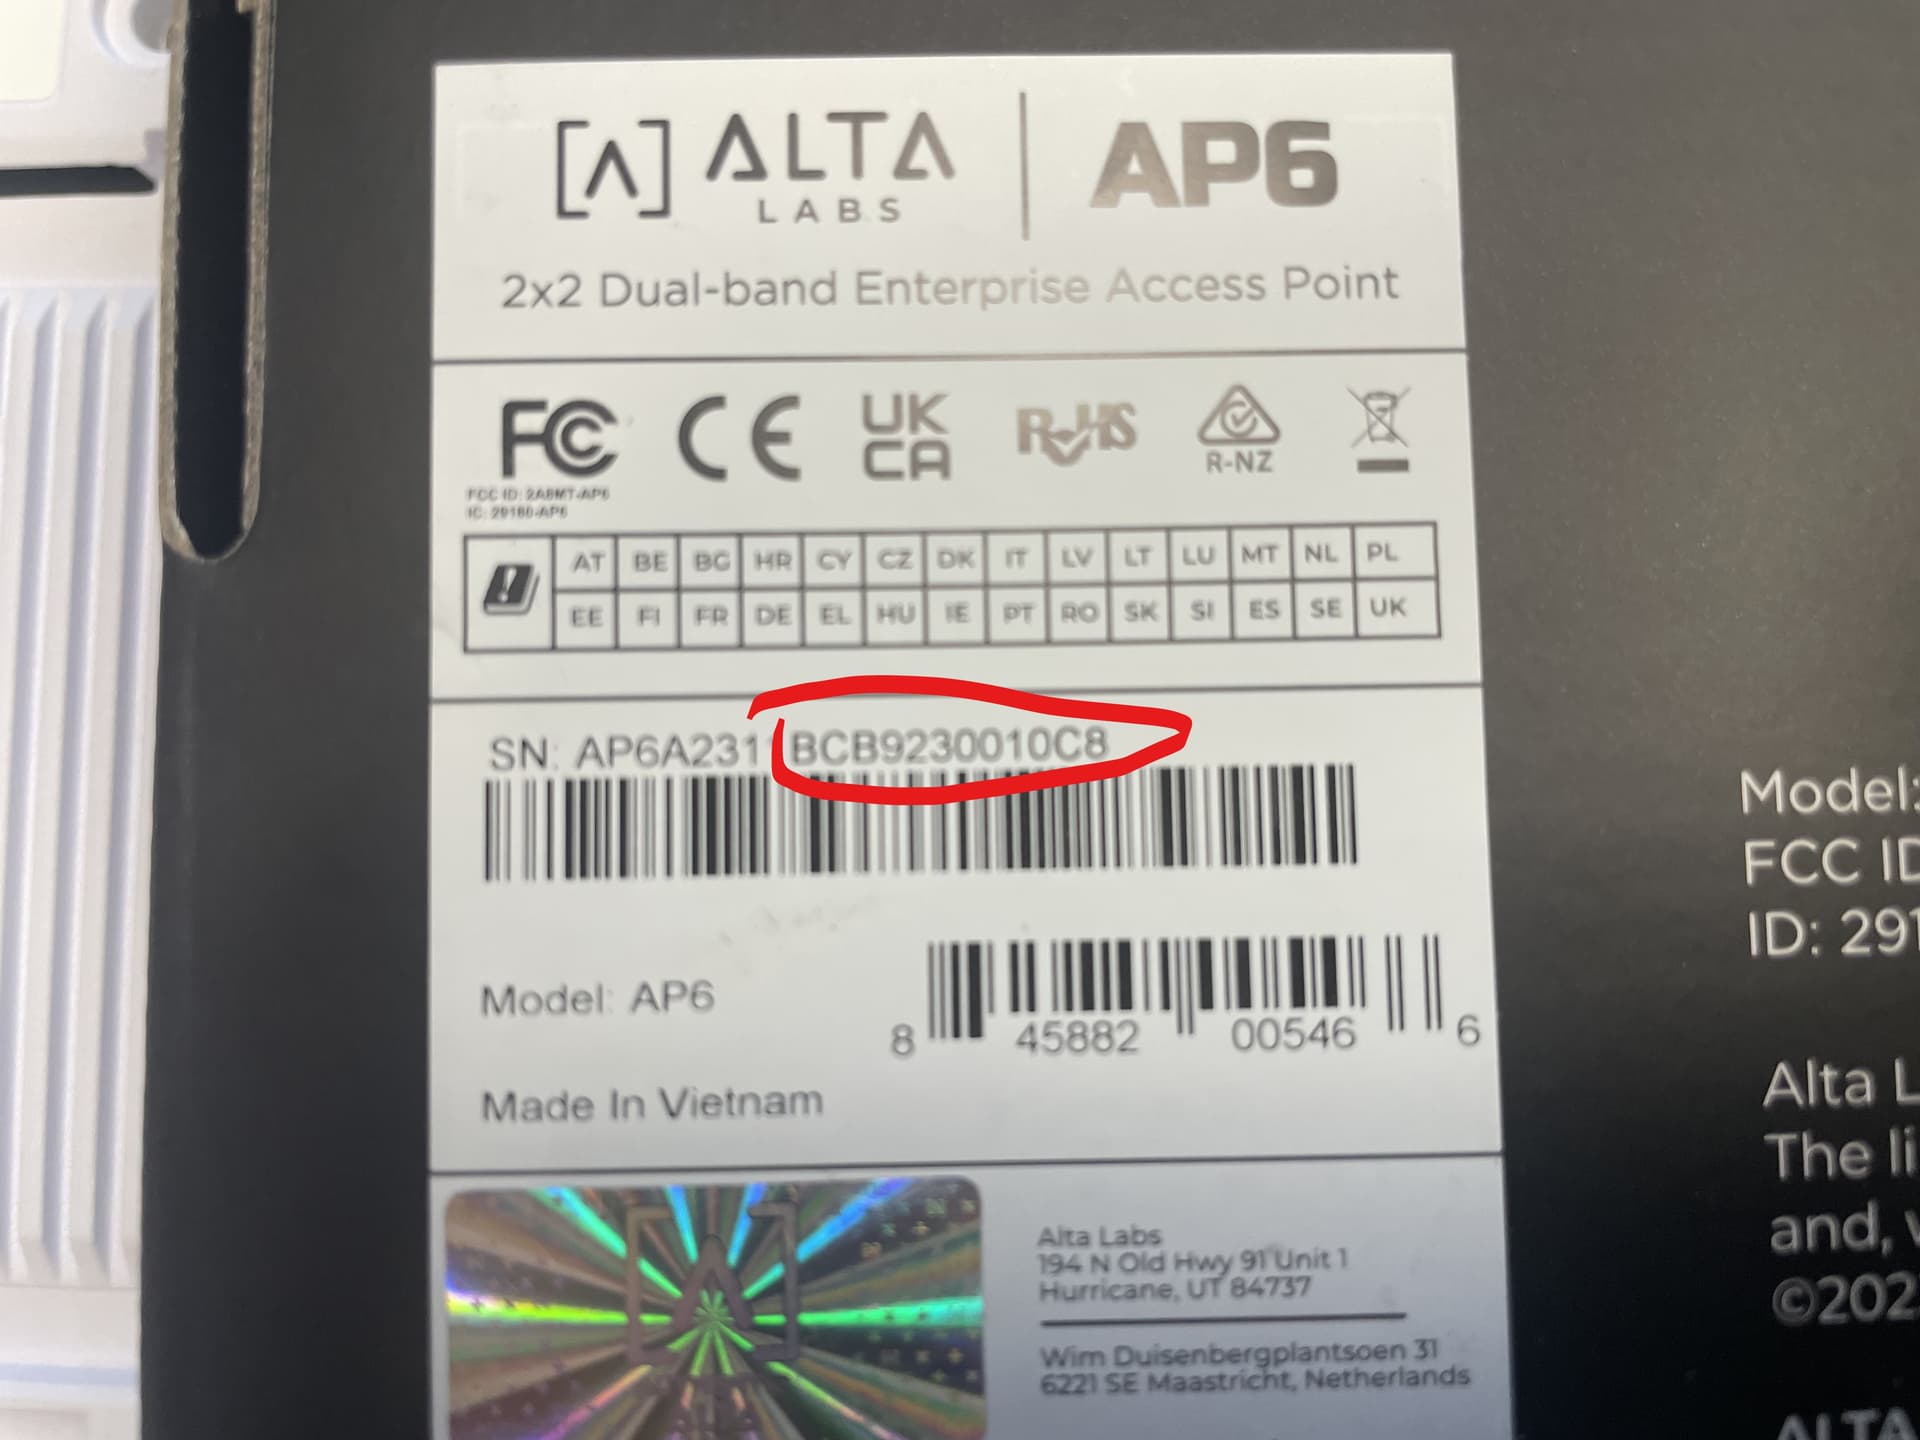 [Λ] ALTA LABS | AP6
2x2 Dual-band Enterprise Access Point
FC CE UK CA RoHS R-NZ
FCC ID: 2ABMT-AP6
IC: 29180-AP6
AT BE BG HR CY CZ DK IT LV LT LU MT NL PL
EE FI FR DE EL HU IE PT RO SK SI ES SE UK
SN: AP6A231 BCB9230010C8
Model: AP6
8 45882 00546 6
Made In Vietnam
Alta Labs
194 N Old Hwy 91 Unit 1
Hurricane, UT 84737
Wim Duisenbergplantsoen 31
6221 SE Maastricht, Netherlands
Model:
FCC ID
ID: 291
Alta L
The li
and,
©202
ALTA